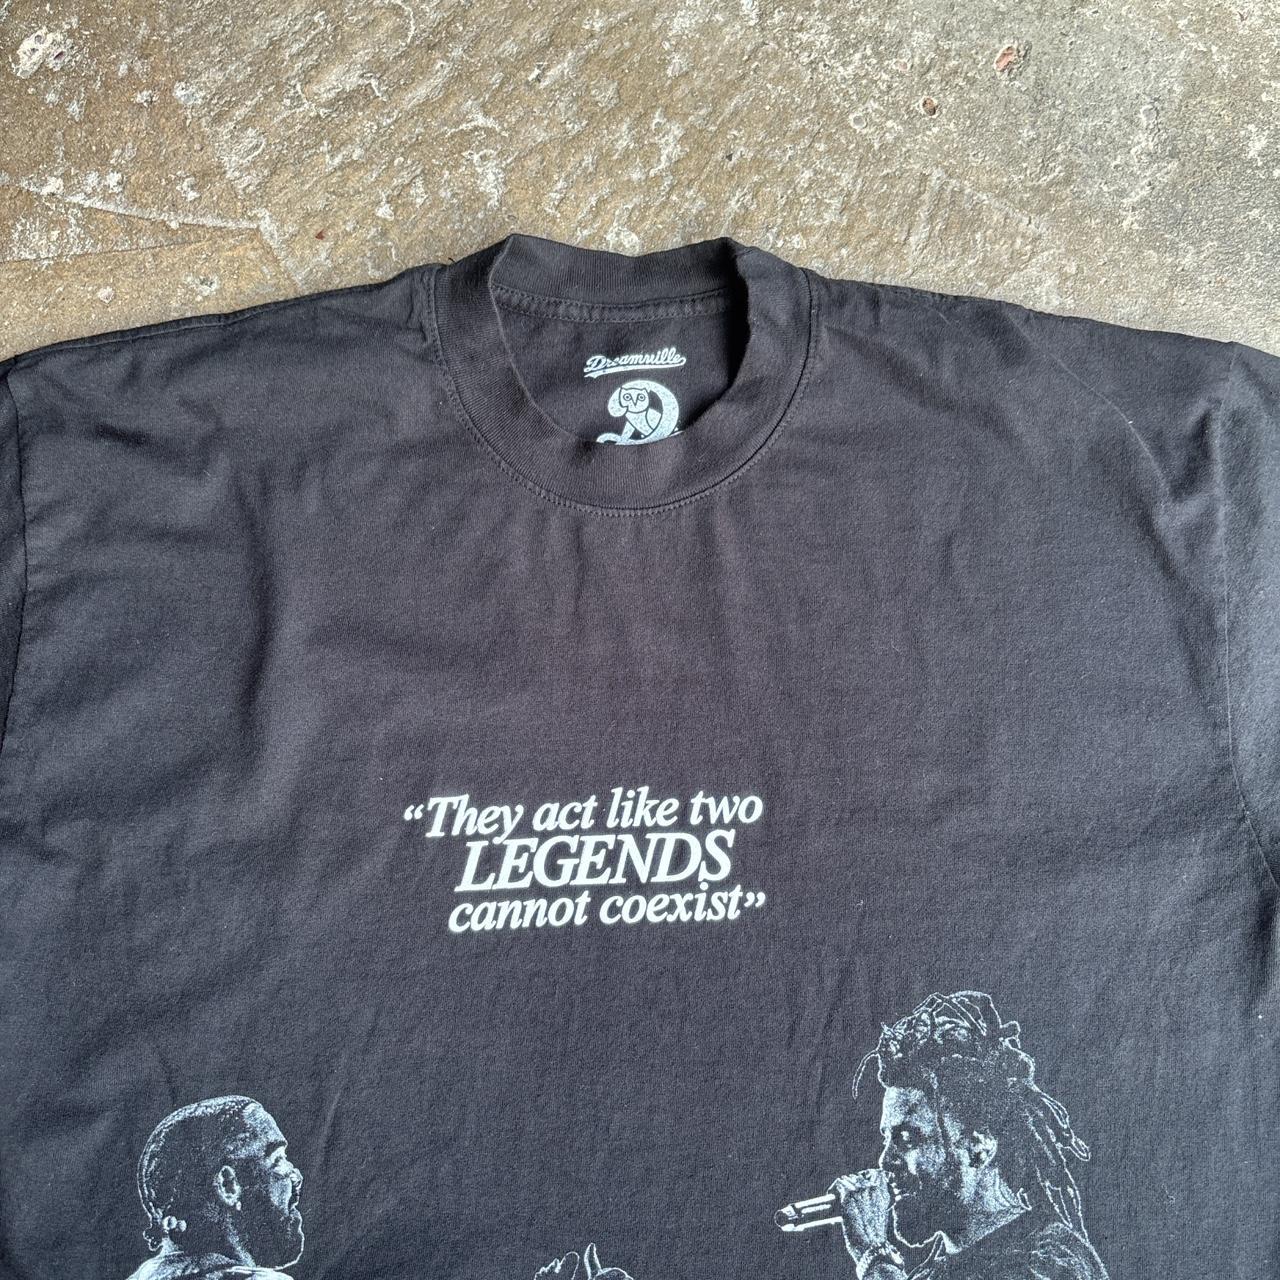 Dreamville
“They act like two
LEGENDS
cannot coexist”